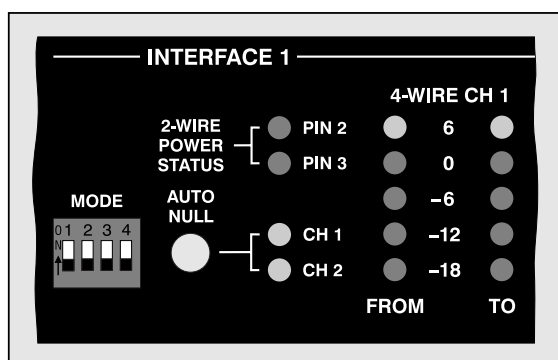 INTERFACE 1
4-WIRE CH 1
2-WIRE
POWER
STATUS
PIN 2
PIN 3
6
0
–6
–12
–18
MODE
0 1 2 3 4
N
AUTO
NULL
CH 1
CH 2
FROM
TO